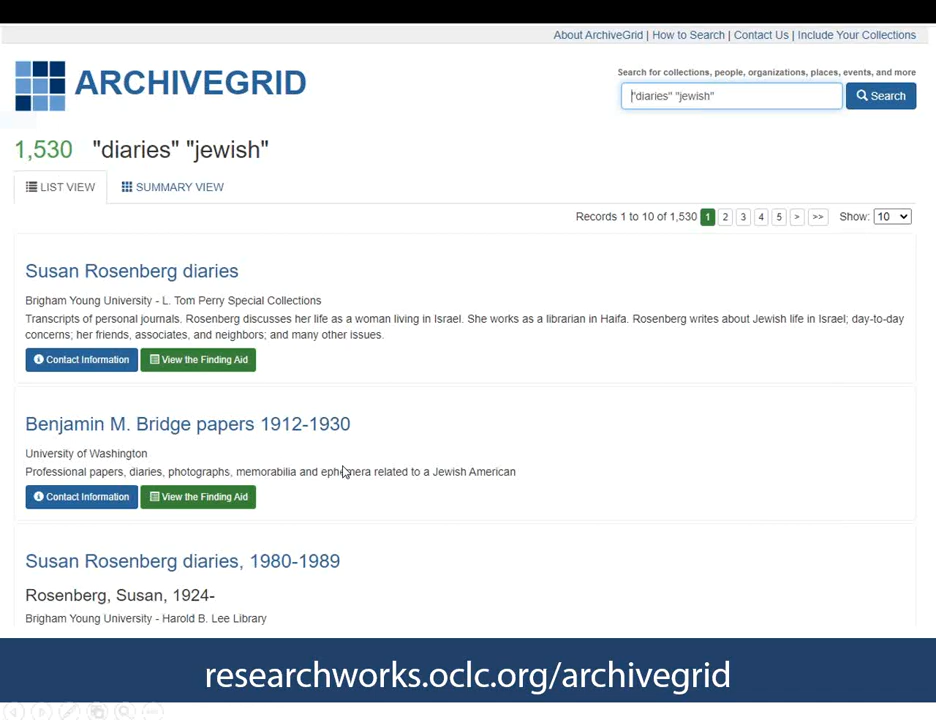 About ArchiveGrid | How to Search | Contact Us | Include Your Collections
ARCHIVEGRID
Search for collections, people, organizations, places, events, and more
"diaries" "jewish"
Search
1,530 "diaries" "jewish"
LIST VIEW
SUMMARY VIEW
Records 1 to 10 of 1,530 1 2 3 4 5 > >> Show: 10
Susan Rosenberg diaries
Brigham Young University - L. Tom Perry Special Collections
Transcripts of personal journals. Rosenberg discusses her life as a woman living in Israel. She works as a librarian in Haifa. Rosenberg writes about Jewish life in Israel; day-to-day
concerns; her friends, associates, and neighbors; and many other issues.
Contact Information View the Finding Aid
Benjamin M. Bridge papers 1912-1930
University of Washington
Professional papers, diaries, photographs, memorabilia and ephemera related to a Jewish American
Contact Information View the Finding Aid
Susan Rosenberg diaries, 1980-1989
Rosenberg, Susan, 1924-
Brigham Young University - Harold B. Lee Library
researchworks.oclc.org/archivegrid